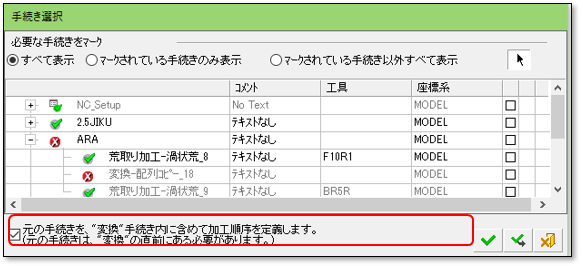 手続き選択
必要な手続きをマーク
すべて表示 マークされている手続きのみ表示 マークされている手続き以外すべて表示
コメント 工具 座標系
NC_Setup No Text MODEL
2.5JIKU テキストなし MODEL
ARA テキストなし MODEL
荒取り加工-渦状荒_8 テキストなし F10R1 MODEL
変換-配列コピー_18 テキストなし MODEL
荒取り加工-渦状荒_9 テキストなし BR5R MODEL
元の手続きを、"変換"手続き内に含めて加工順序を定義します。
(元の手続きは、"変換"の直前にある必要があります。)